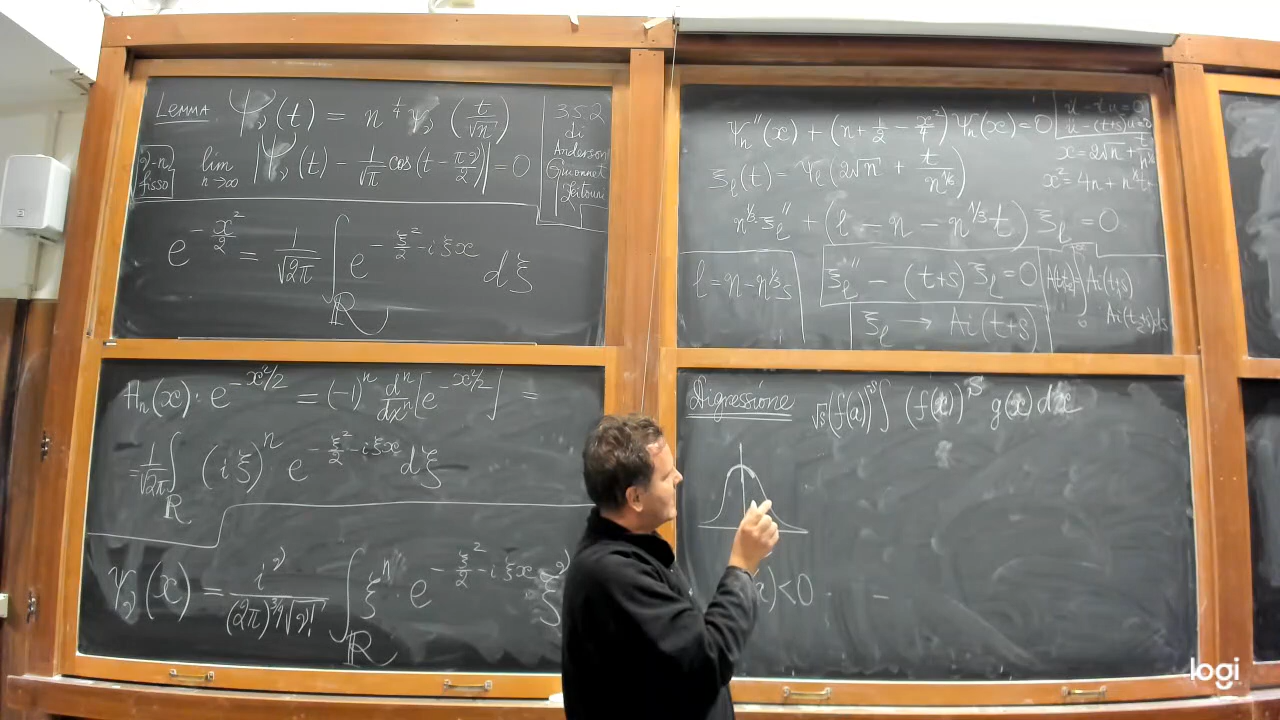 LEMMA Ψ_ν(t) = n^{1/4} ψ_ν (t/√n)
|ν-n| fisso lim_{n→∞} |Ψ_ν(t) - 1/√π cos(t - πν/2)| = 0
3.5.2
di
Anderson
Guionnet
Zeitouni
e^{-x²/2} = 1/√2π ∫_ℝ e^{-ξ²/2 - iξx} dξ
H_n(x)· e^{-x²/2} = (-1)^n d^n/dx^n [e^{-x²/2}] =
= 1/√2π ∫_ℝ (iξ)^n e^{-ξ²/2 - iξx} dξ
ψ_ν(x) = i^ν/((2π)^{3/4}√ν!) ∫_ℝ ξ^n · e^{-ξ²/2 - iξx}
ψ_n''(x) + (n + 1/2 - x²/4) ψ_n(x) = 0
ü - t u = 0
ü - (t+s)u = 0
x = 2√n + t/n^{1/6}
ξ_l(t) = ψ_l (2√n + t/n^{1/6})
n^{1/3} ξ_l'' + (l - n - n^{1/3}t) ξ_l = 0
l = n - n^{1/3}s
ξ_l'' - (t+s) ξ_l = 0
ξ_l → Ai(t+s)
Ai(t+s)
Digressione √s (f(a))^{-s} ∫ (f(x))^s g(x) dx
)<0
logi